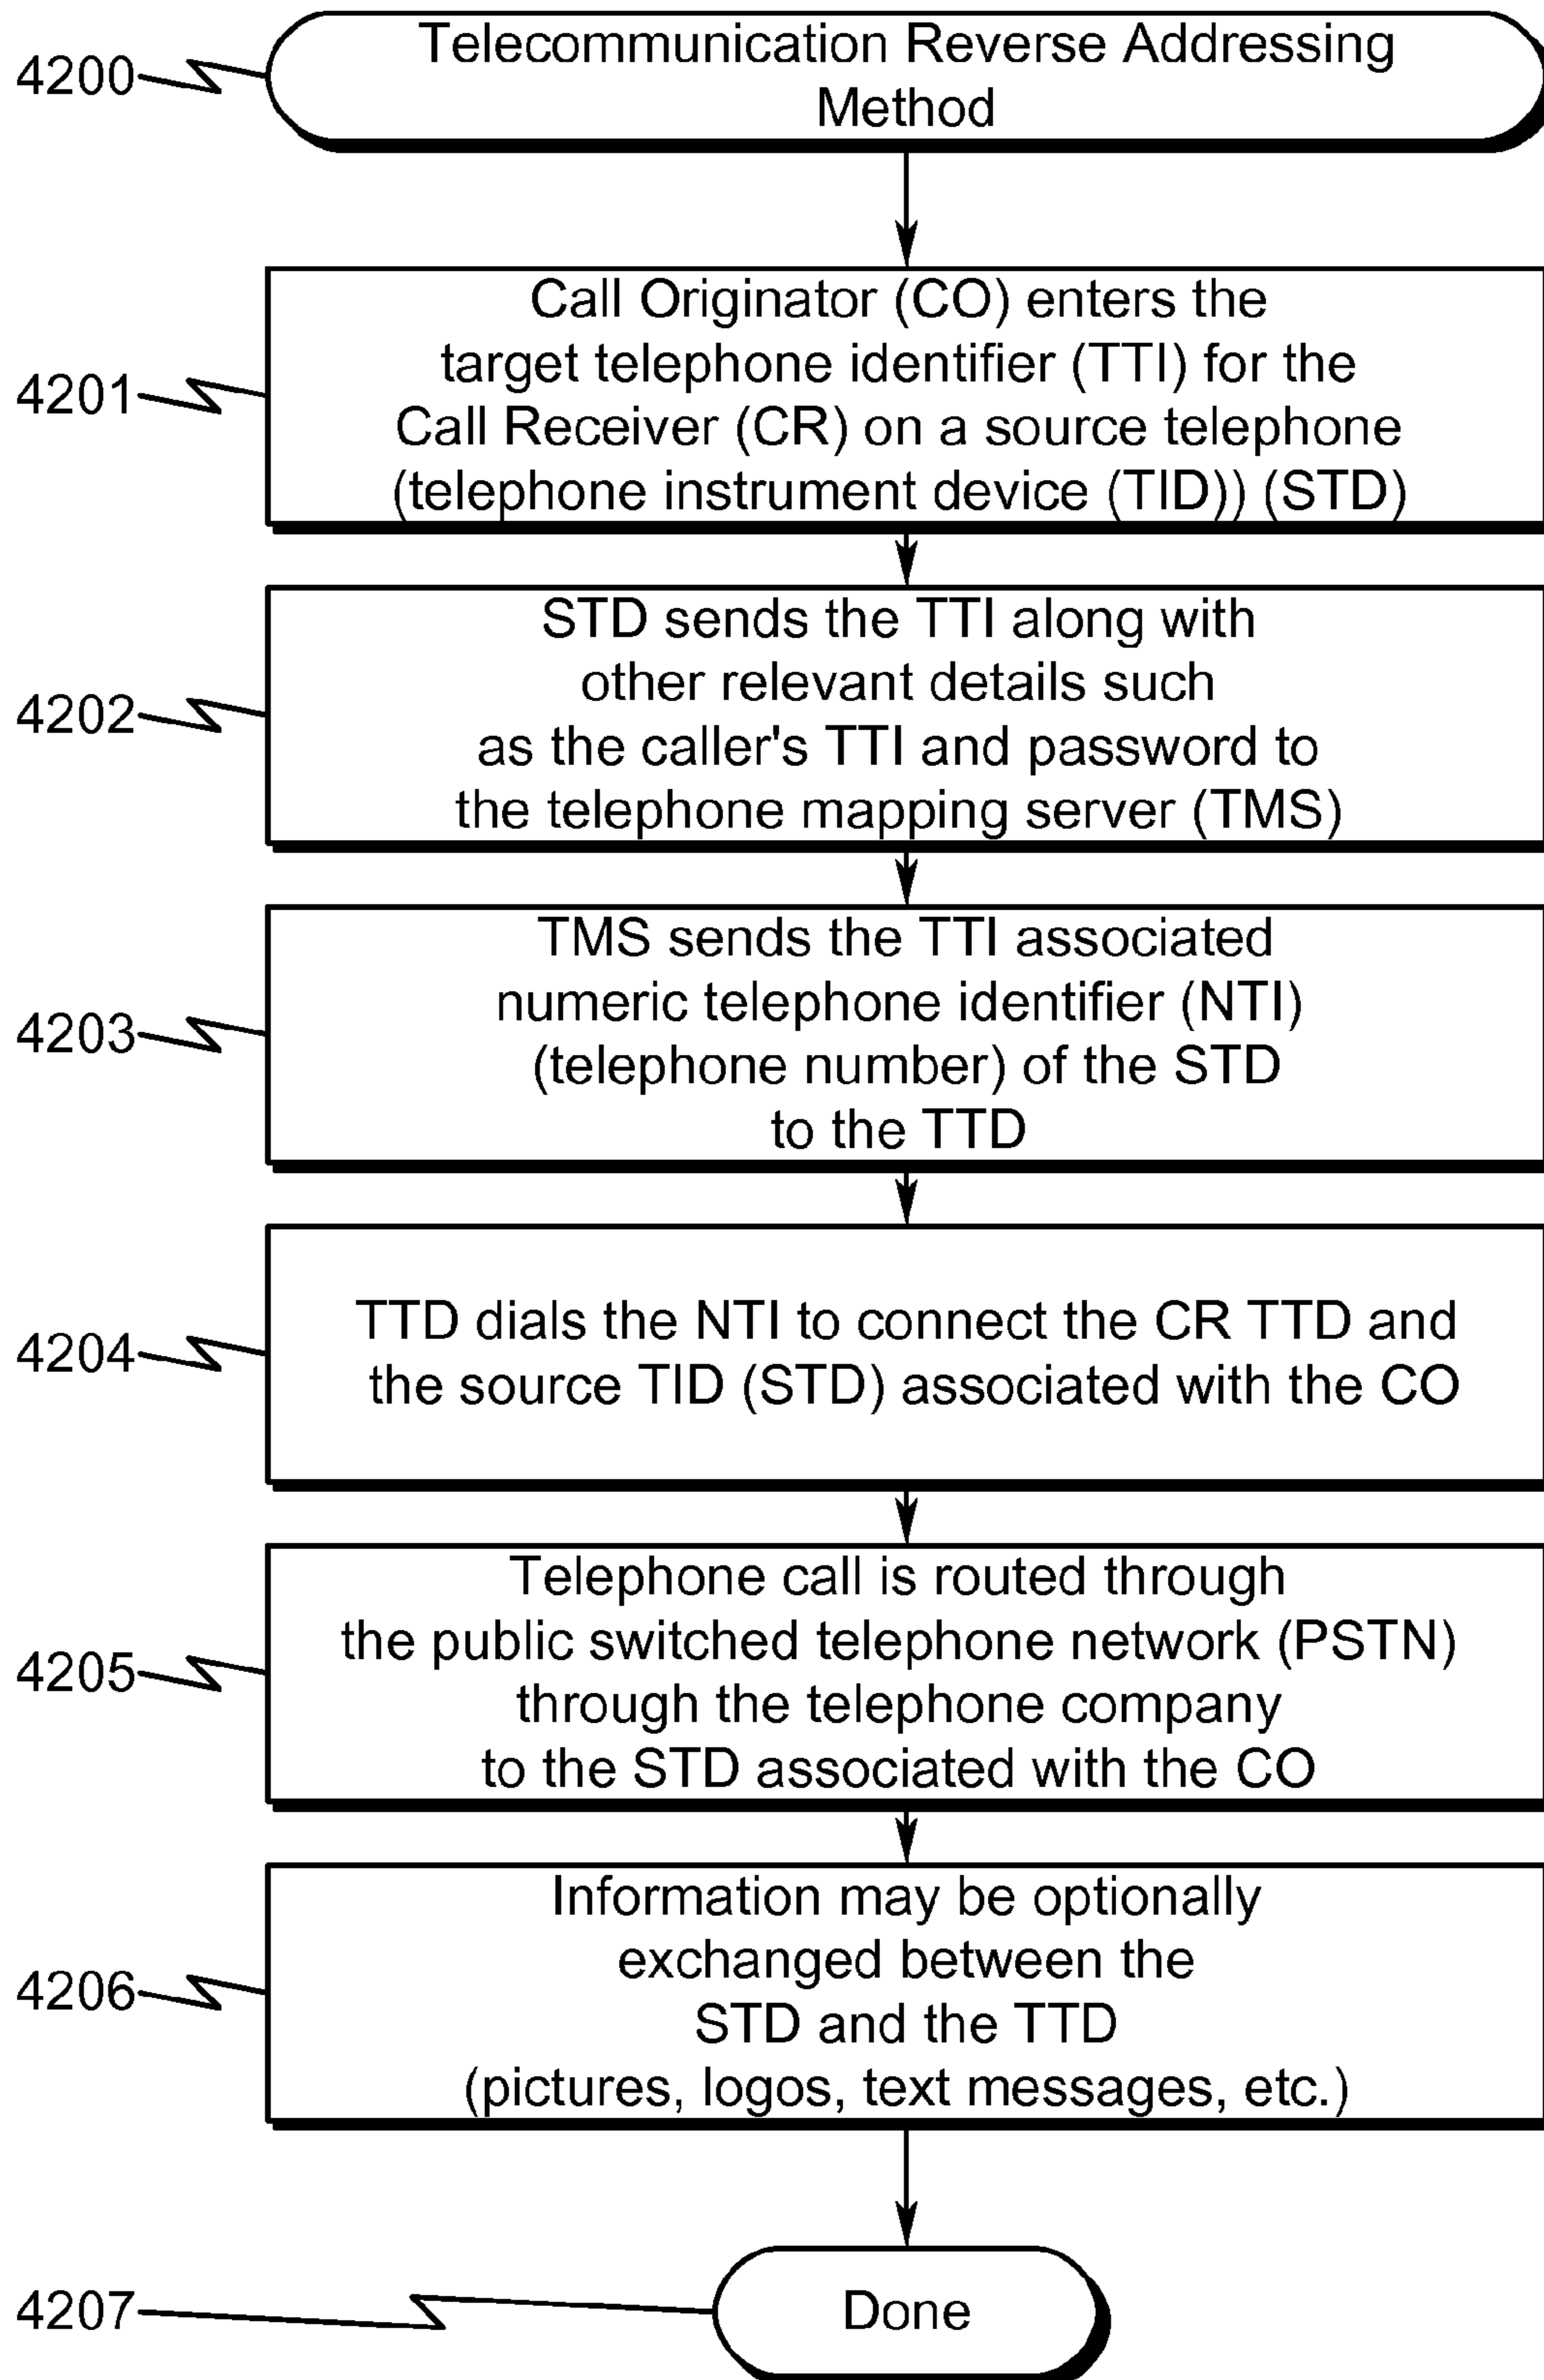 4200
Telecommunication Reverse Addressing
Method
4201
Call Originator (CO) enters the
target telephone identifier (TTI) for the
Call Receiver (CR) on a source telephone
(telephone instrument device (TID)) (STD)
4202
STD sends the TTI along with
other relevant details such
as the caller's TTI and password to
the telephone mapping server (TMS)
4203
TMS sends the TTI associated
numeric telephone identifier (NTI)
(telephone number) of the STD
to the TTD
4204
TTD dials the NTI to connect the CR TTD and
the source TID (STD) associated with the CO
4205
Telephone call is routed through
the public switched telephone network (PSTN)
through the telephone company
to the STD associated with the CO
4206
Information may be optionally
exchanged between the
STD and the TTD
(pictures, logos, text messages, etc.)
4207
Done